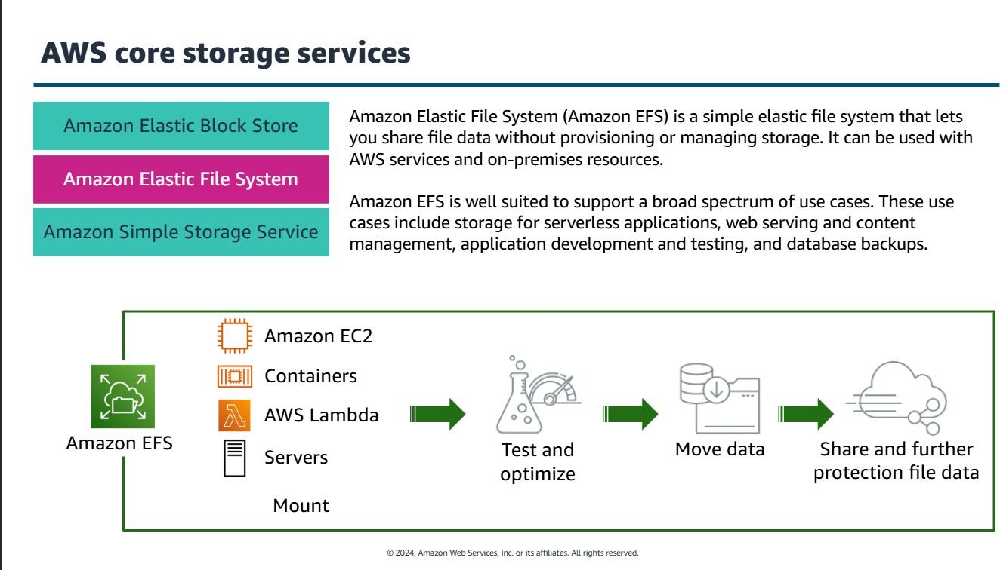 AWS core storage services
Amazon Elastic Block Store
Amazon Elastic File System
Amazon Simple Storage Service
Amazon Elastic File System (Amazon EFS) is a simple elastic file system that lets
you share file data without provisioning or managing storage. It can be used with
AWS services and on-premises resources.
Amazon EFS is well suited to support a broad spectrum of use cases. These use
cases include storage for serverless applications, web serving and content
management, application development and testing, and database backups.
Amazon EFS
Amazon EC2
Containers
AWS Lambda
Servers
Mount
Test and
optimize
Move data
Share and further
protection file data
© 2024, Amazon Web Services, Inc. or its affiliates. All rights reserved.